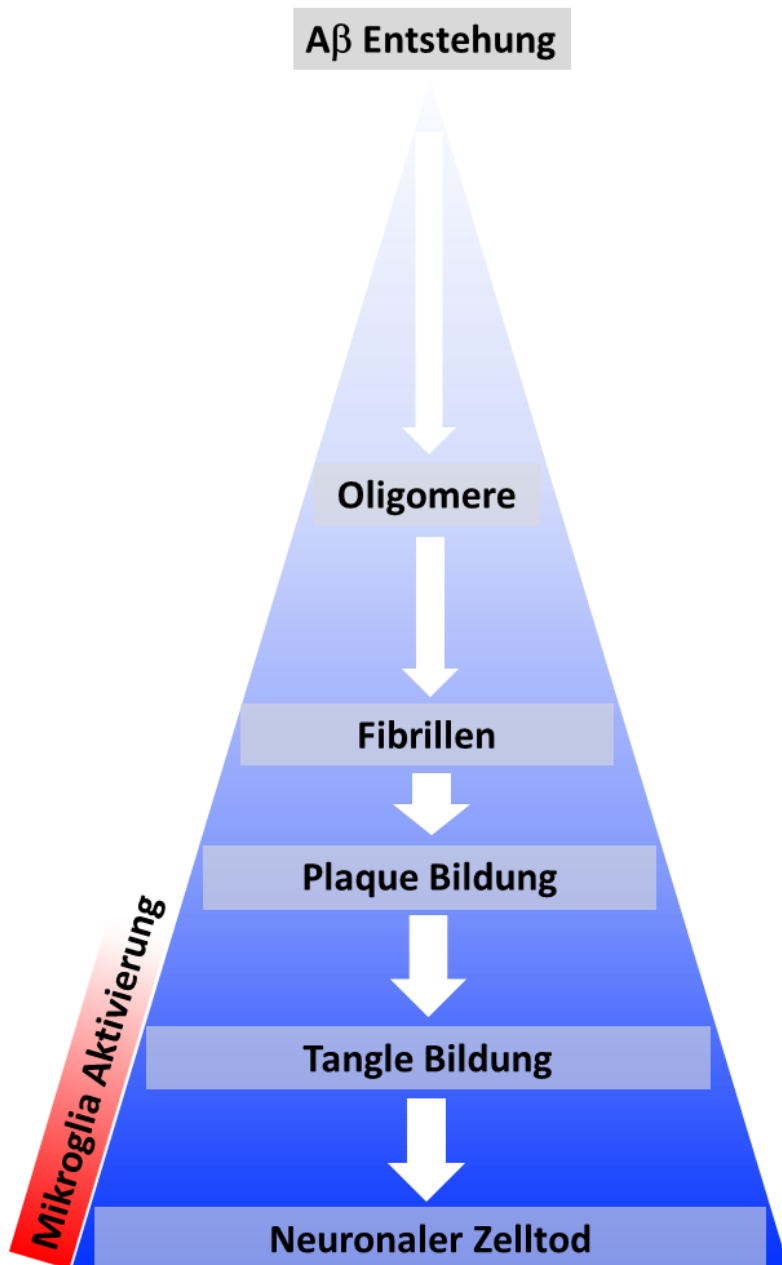 Aβ Entstehung
Oligomere
Fibrillen
Plaque Bildung
Mikroglia Aktivierung
Tangle Bildung
Neuronaler Zelltod